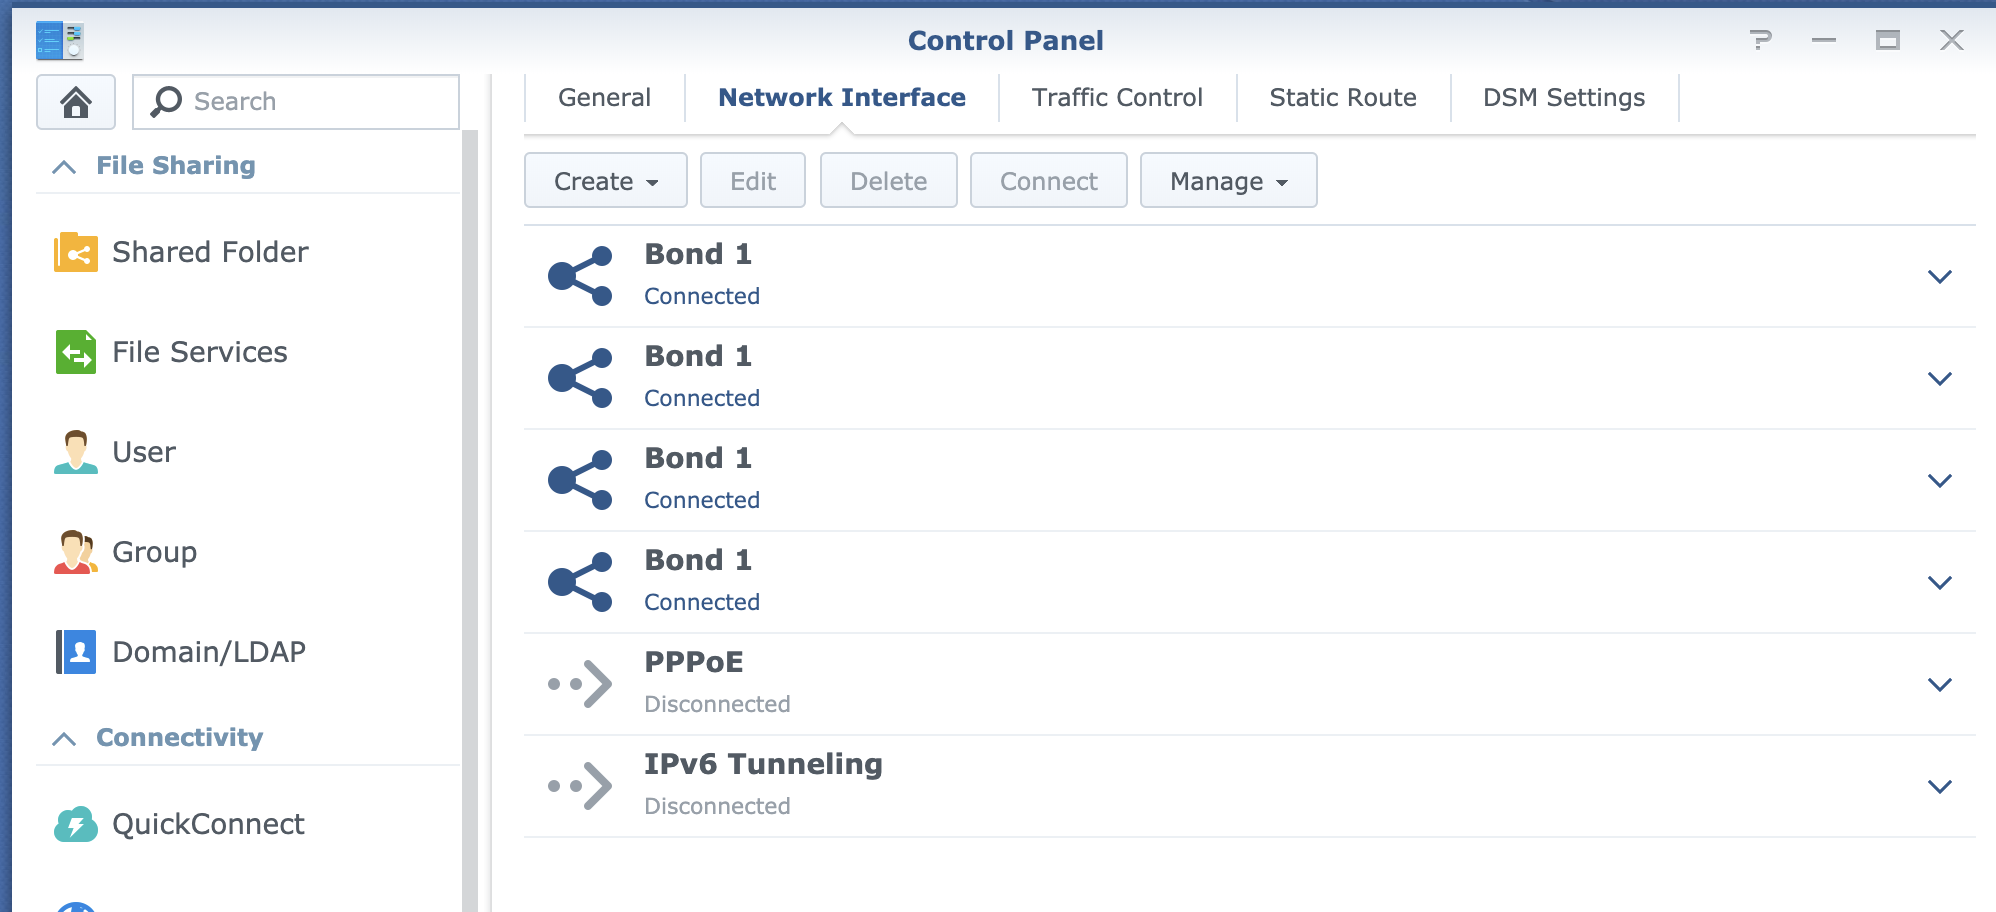 Control Panel
Search
General Network Interface Traffic Control Static Route DSM Settings
File Sharing
Create Edit Delete Connect Manage
Shared Folder
Bond 1
Connected
File Services
Bond 1
Connected
User
Bond 1
Connected
Group
Bond 1
Connected
Domain/LDAP
PPPoE
Disconnected
Connectivity
IPv6 Tunneling
Disconnected
QuickConnect